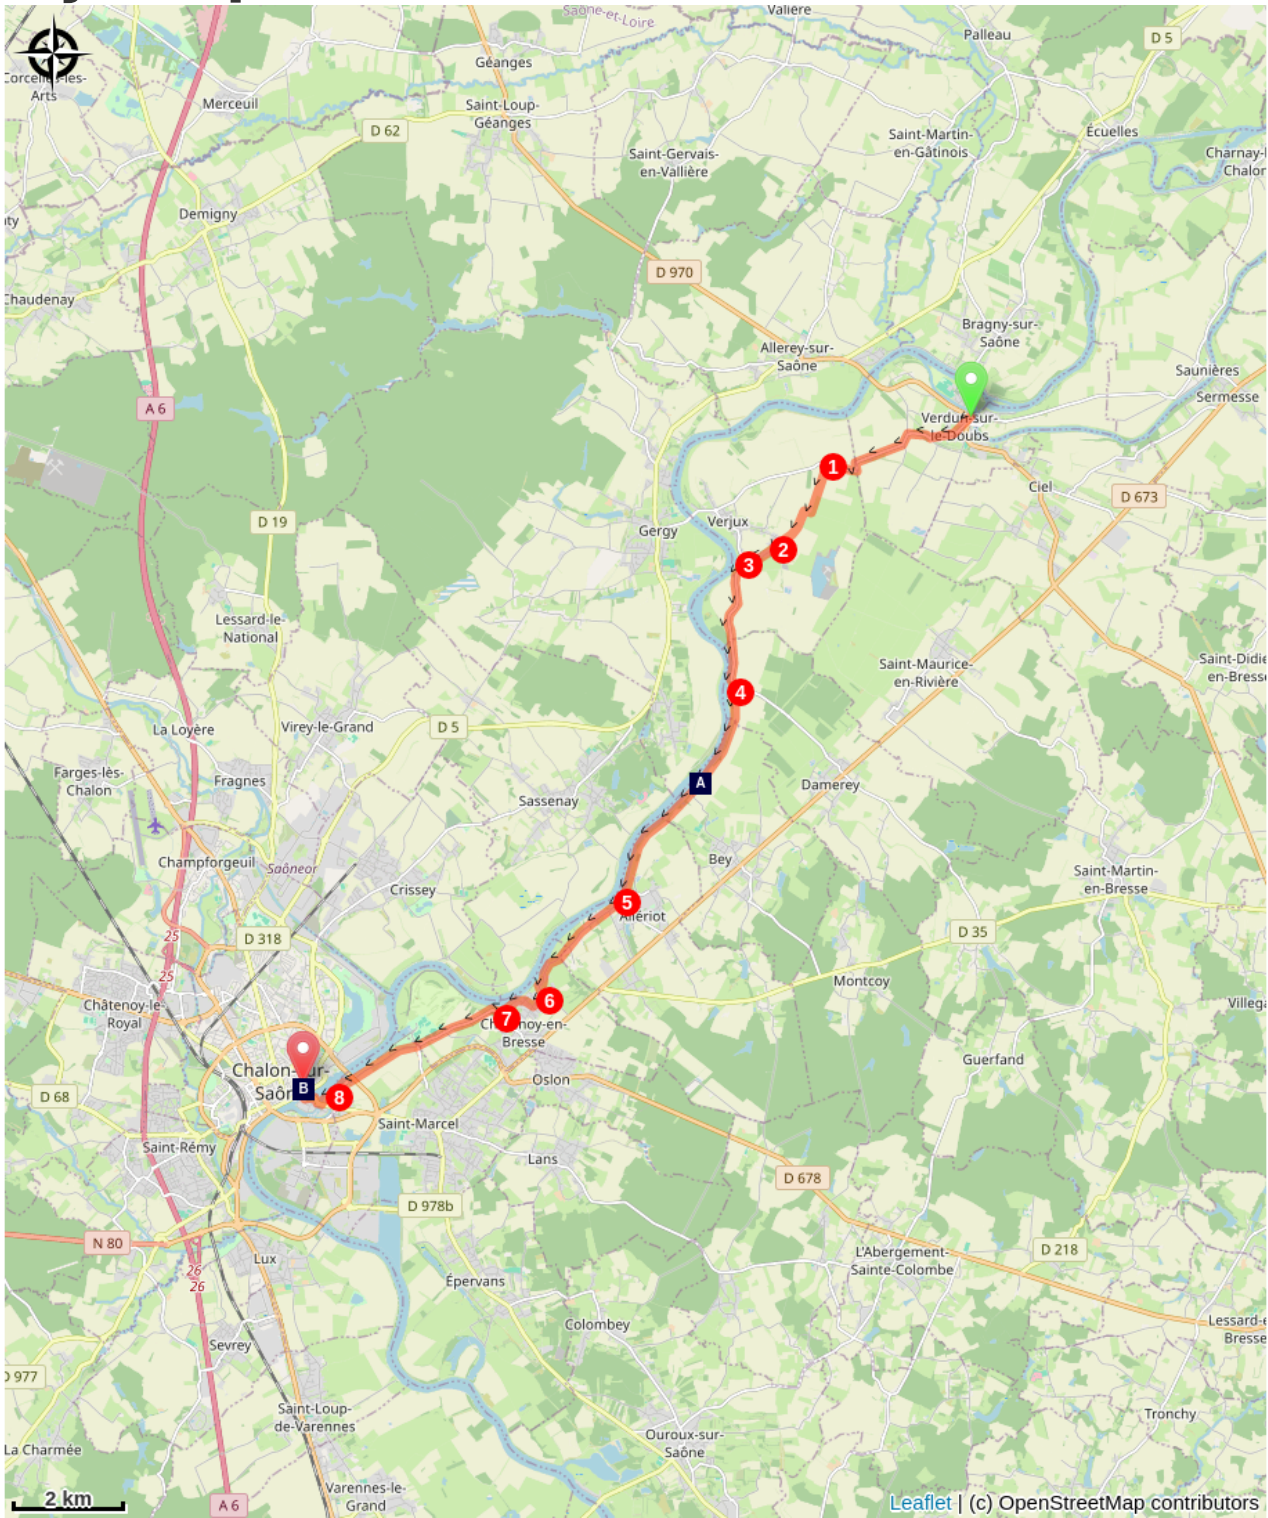 Saône-et-Loire
Valière
Palleau
D 5
Géanges
Corcelles-les-
Arts
Merceuil
Saint-Loup-
Géanges
D 62
Saint-Martin-
en-Gâtinois
Écuelles
Saint-Gervais-
en-Vallière
Charnay-l
Chalor
Demigny
D 970
Chaudenay
Bragny-sur-
Saône
Allerey-sur-
Saône
Saunières
Sermesse
A 6
Verdun-sur-
le-Doubs
1
Ciel
D 673
D 19
Verjux
Gergy
2
3
Lessard-le-
National
Saint-Maurice-
en-Rivière
Saint-Didie
en-Bresse
4
La Loyère
Virey-le-Grand
D 5
Farges-lès-
Chalon
Fragnes
A
Damerey
Sassenay
Champforgeuil
Saôneor
Bey
Crissey
Saint-Martin-
en-Bresse
5
Allériot
25
D 318
D 35
25
Montcoy
Châtenoy-le-
Royal
6
7
Châtenoy-en-
Bresse
Villega
Guerfand
Chalon-sur-
Saône
B
8
Oslon
D 68
Saint-Marcel
Saint-Rémy
Lans
D 678
D 978b
N 80
Lux
26
26
L'Abergement-
Sainte-Colombe
D 218
Épervans
Colombey
Lessard-e
Bresse
Sevrey
D 977
Saint-Loup-
de-Varennes
Tronchy
La Charmée
Ouroux-sur-
Saône
Varennes-le-
Grand
2 km
A 6
Leaflet | (c) OpenStreetMap contributors